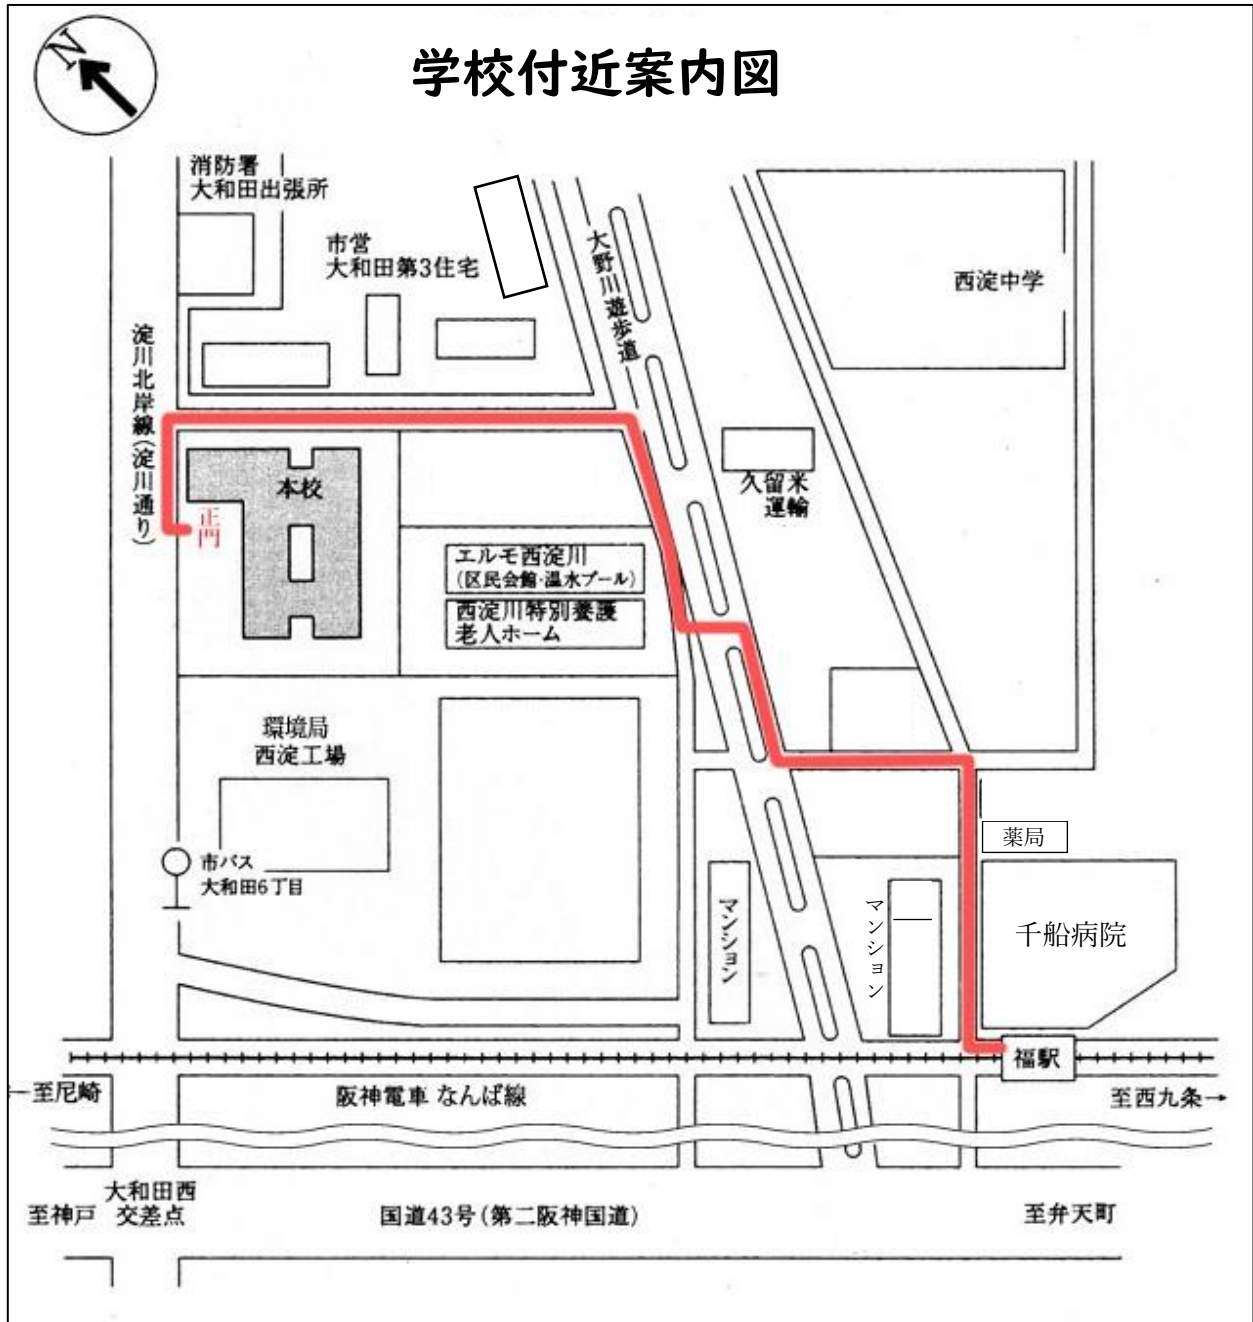 学校付近案内図
N
消防署
大和田出張所
市営
大和田第3住宅
大野川遊歩道
西淀中学
淀川北岸線(淀川通り)
本校
正門
久留米
運輸
エルモ西淀川
(区民会館・温水プール)
西淀川特別養護
老人ホーム
環境局
西淀工場
市バス
大和田6丁目
薬局
マンション
マンション
千船病院
福駅
←至尼崎
阪神電車 なんば線
至西九条→
大和田西
交差点
至神戸
国道43号(第二阪神国道)
至弁天町